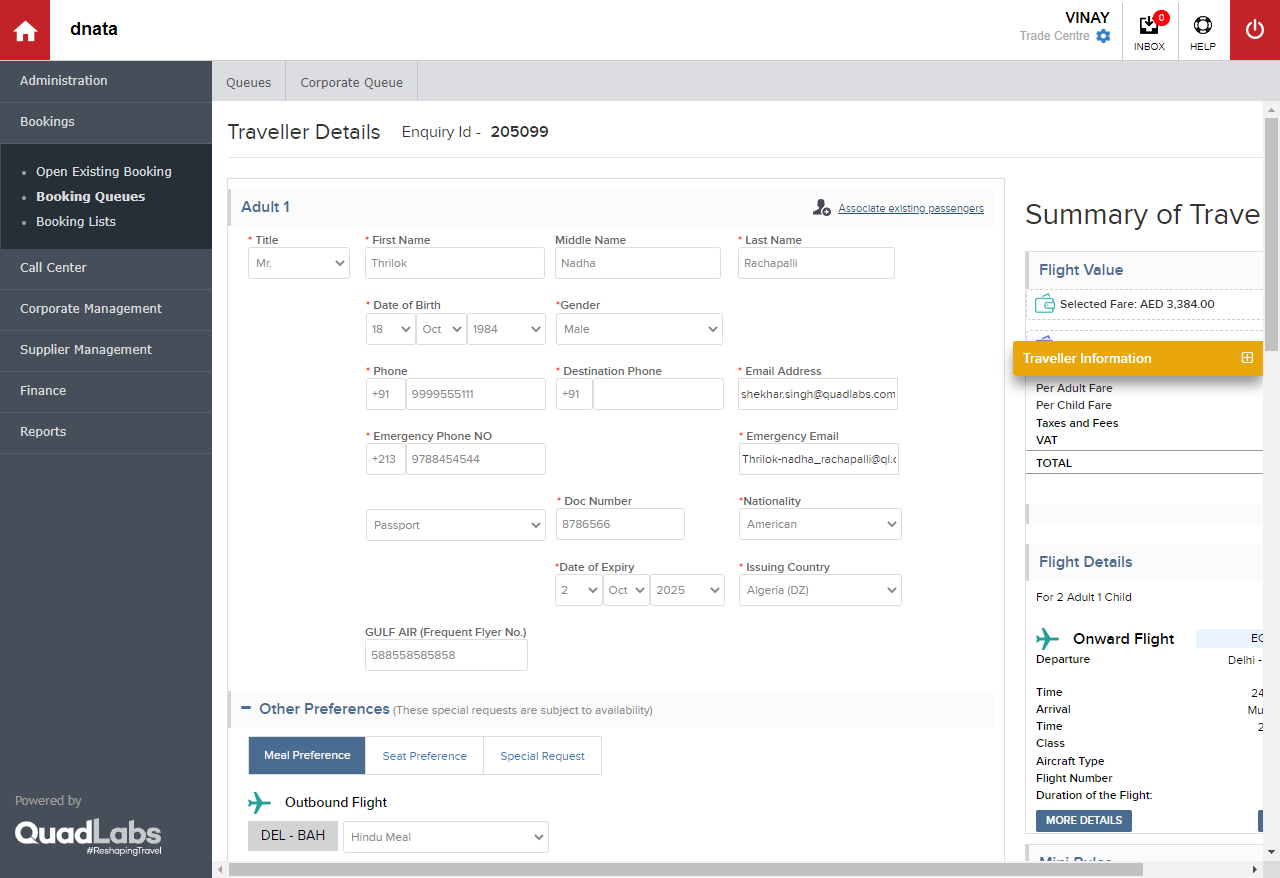 dnata
VINAY
Trade Centre
0
INBOX
HELP
Administration
Bookings
Open Existing Booking
Booking Queues
Booking Lists
Call Center
Corporate Management
Supplier Management
Finance
Reports
Powered by
QuadLabs
#ReshapingTravel
Queues
Corporate Queue
Traveller Details Enquiry Id - 205099
Adult 1
Associate existing passengers
* Title * First Name Middle Name * Last Name
Mr. Thrilok Nadha Rachapalli
* Date of Birth *Gender
18 Oct 1984 Male
* Phone * Destination Phone * Email Address
+91 9999555111 +91 shekhar.singh@quadlabs.com
* Emergency Phone NO * Emergency Email
+213 9788454544 Thrilok-nadha_rachapalli@ql.c
* Doc Number *Nationality
Passport 8786566 American
*Date of Expiry * Issuing Country
2 Oct 2025 Algeria (DZ)
GULF AIR (Frequent Flyer No.)
588558585858
Other Preferences (These special requests are subject to availability)
Meal Preference Seat Preference Special Request
Outbound Flight
DEL - BAH Hindu Meal
Summary of Travel
Flight Value
Selected Fare: AED 3,384.00
Traveller Information
Per Adult Fare
Per Child Fare
Taxes and Fees
VAT
TOTAL
Flight Details
For 2 Adult 1 Child
Onward Flight EC
Departure Delhi -
Time 24
Arrival Mu
Time 2
Class
Aircraft Type
Flight Number
Duration of the Flight:
MORE DETAILS
Mini Rules